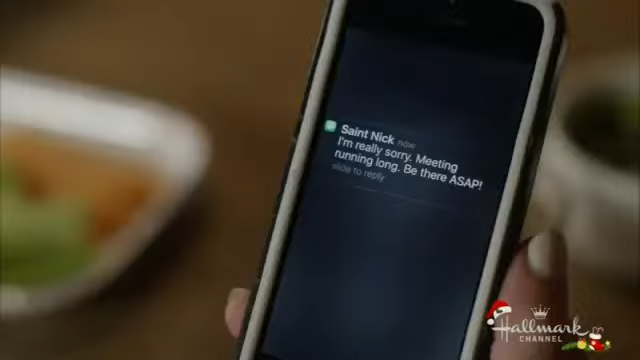 Saint Nick now
I'm really sorry. Meeting
running long. Be there ASAP!
slide to reply
Hallmark
CHANNEL